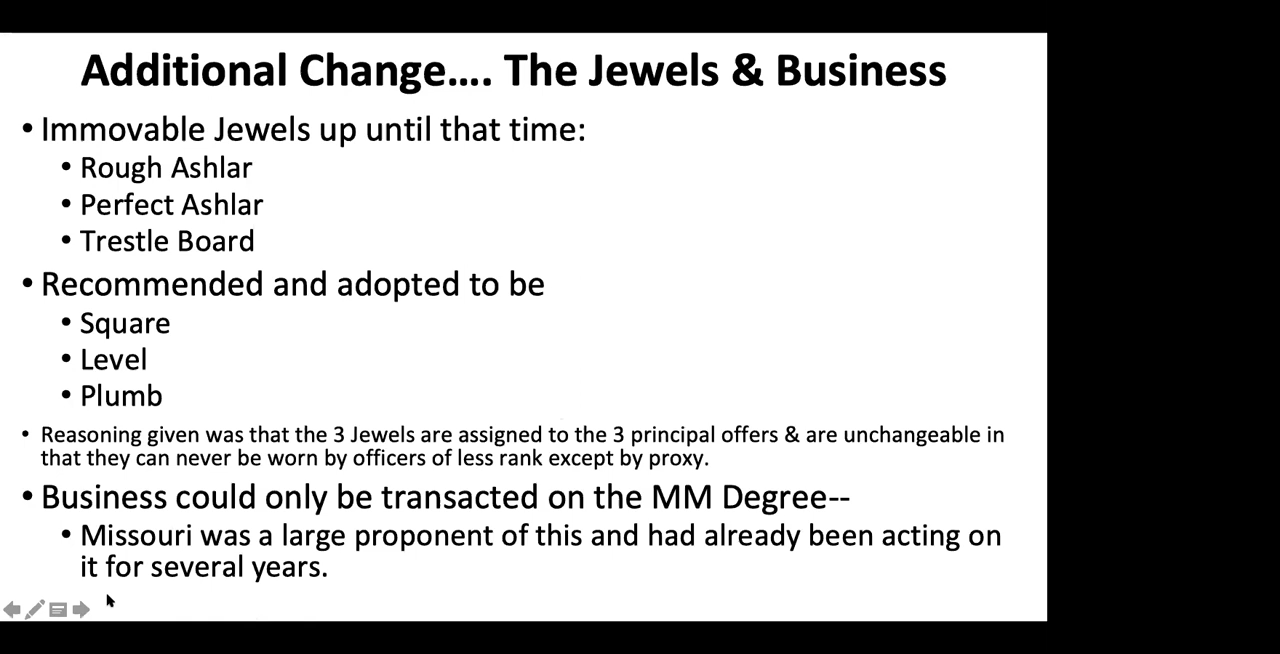 Additional Change.... The Jewels & Business
• Immovable Jewels up until that time:
• Rough Ashlar
• Perfect Ashlar
• Trestle Board
• Recommended and adopted to be
• Square
• Level
• Plumb
• Reasoning given was that the 3 Jewels are assigned to the 3 principal offers & are unchangeable in
that they can never be worn by officers of less rank except by proxy.
• Business could only be transacted on the MM Degree--
• Missouri was a large proponent of this and had already been acting on
it for several years.